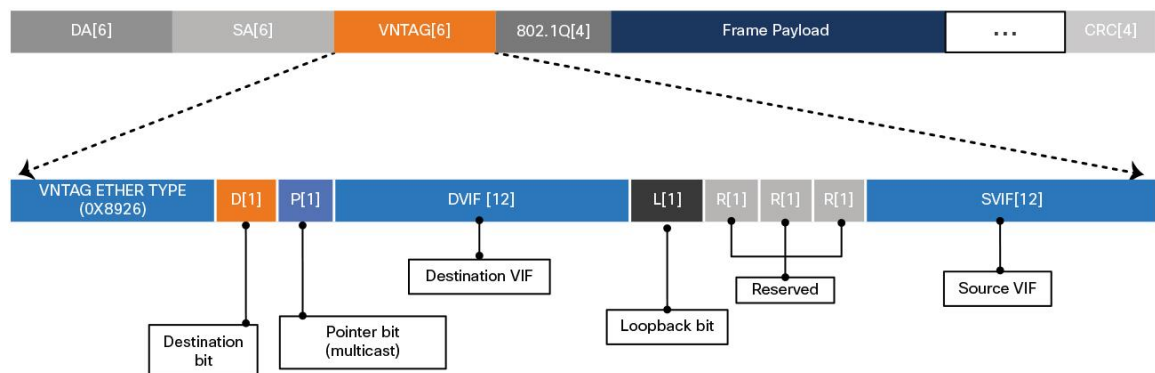 DA[6]
SA[6]
VNTAG[6]
802.1Q[4]
Frame Payload
...
CRC[4]
VNTAG ETHER TYPE
(0X8926)
D[1]
P[1]
DVIF [12]
L[1]
R[1]
R[1]
R[1]
SVIF[12]
Destination VIF
Reserved
Source VIF
Destination
bit
Pointer bit
(multicast)
Loopback bit